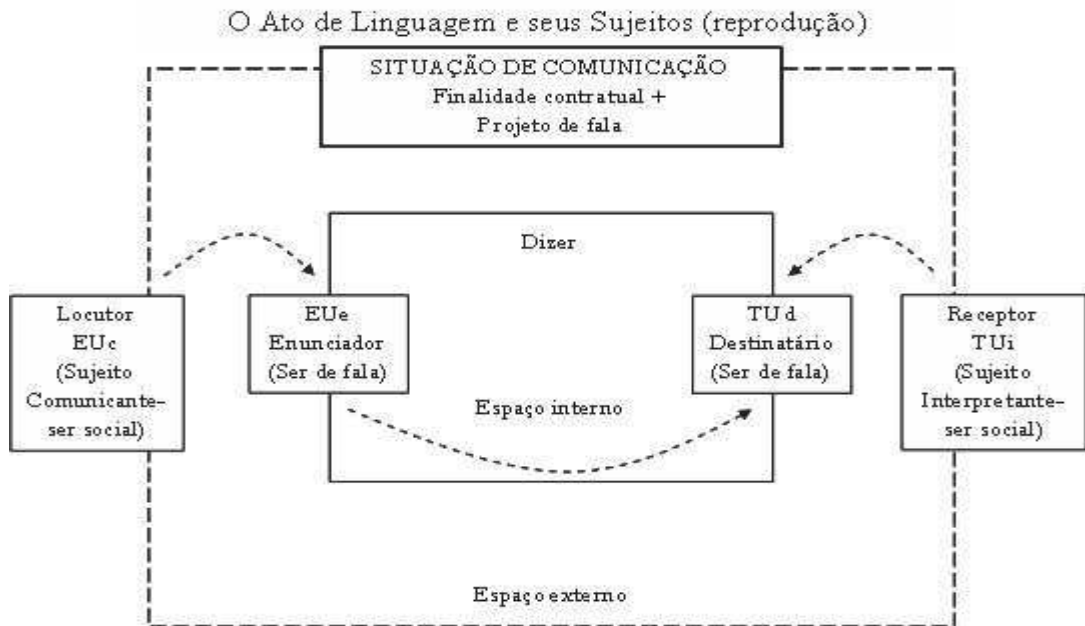 O Ato de Linguagem e seus Sujeitos (reprodução)
SITUAÇÃO DE COMUNICAÇÃO
Finalidade contratual +
Projeto de fala
Dizer
Locutor
EUc
(Sujeito
Comunicante-
ser social)
EUe
Enunciador
(Ser de fala)
TUd
Destinatário
(Ser de fala)
Receptor
TUi
(Sujeito
Interpretante-
ser social)
Espaço interno
Espaço externo